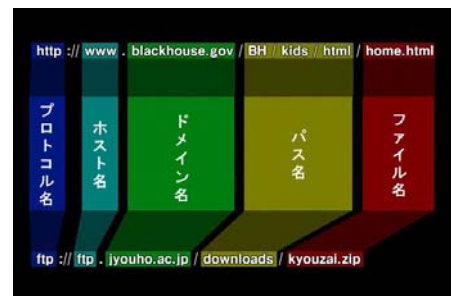 http :// www . blackhouse.gov / BH / kids / html / home.html
プロトコル名
ホスト名
ドメイン名
パス名
ファイル名
ftp :// ftp . jyouho.ac.jp / downloads / kyouzai.zip